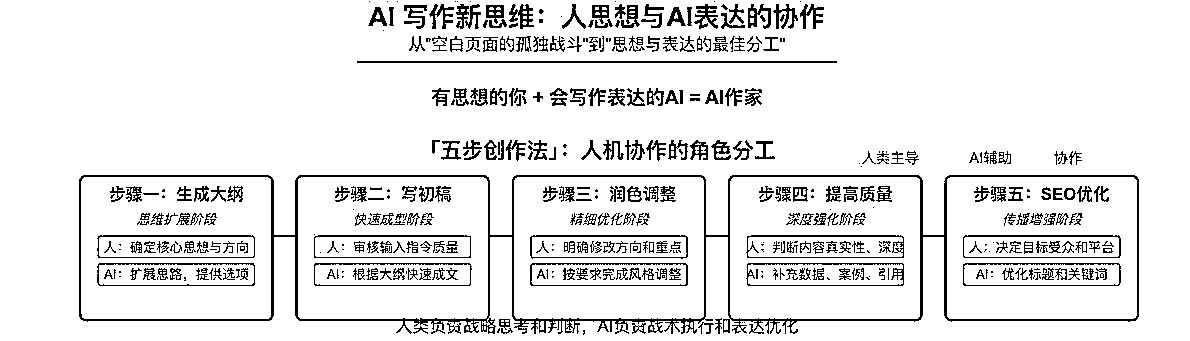 AI 写作新思维：人思想与AI表达的协作
从"空白页面的孤独战斗"到"思想与表达的最佳分工"
有思想的你 + 会写作表达的AI = AI作家
「五步创作法」：人机协作的角色分工
人类主导 AI辅助 协作
步骤一：生成大纲
思维扩展阶段
人：确定核心思想与方向
AI：扩展思路，提供选项
步骤二：写初稿
快速成型阶段
人：审核输入指令质量
AI：根据大纲快速成文
步骤三：润色调整
精细优化阶段
人：明确修改方向和重点
AI：按要求完成风格调整
步骤四：提高质量
深度强化阶段
人：判断内容真实性、深度
AI：补充数据、案例、引用
步骤五：SEO优化
传播增强阶段
人：决定目标受众和平台
AI：优化标题和关键词
人类负责战略思考和判断，AI负责战术执行和表达优化